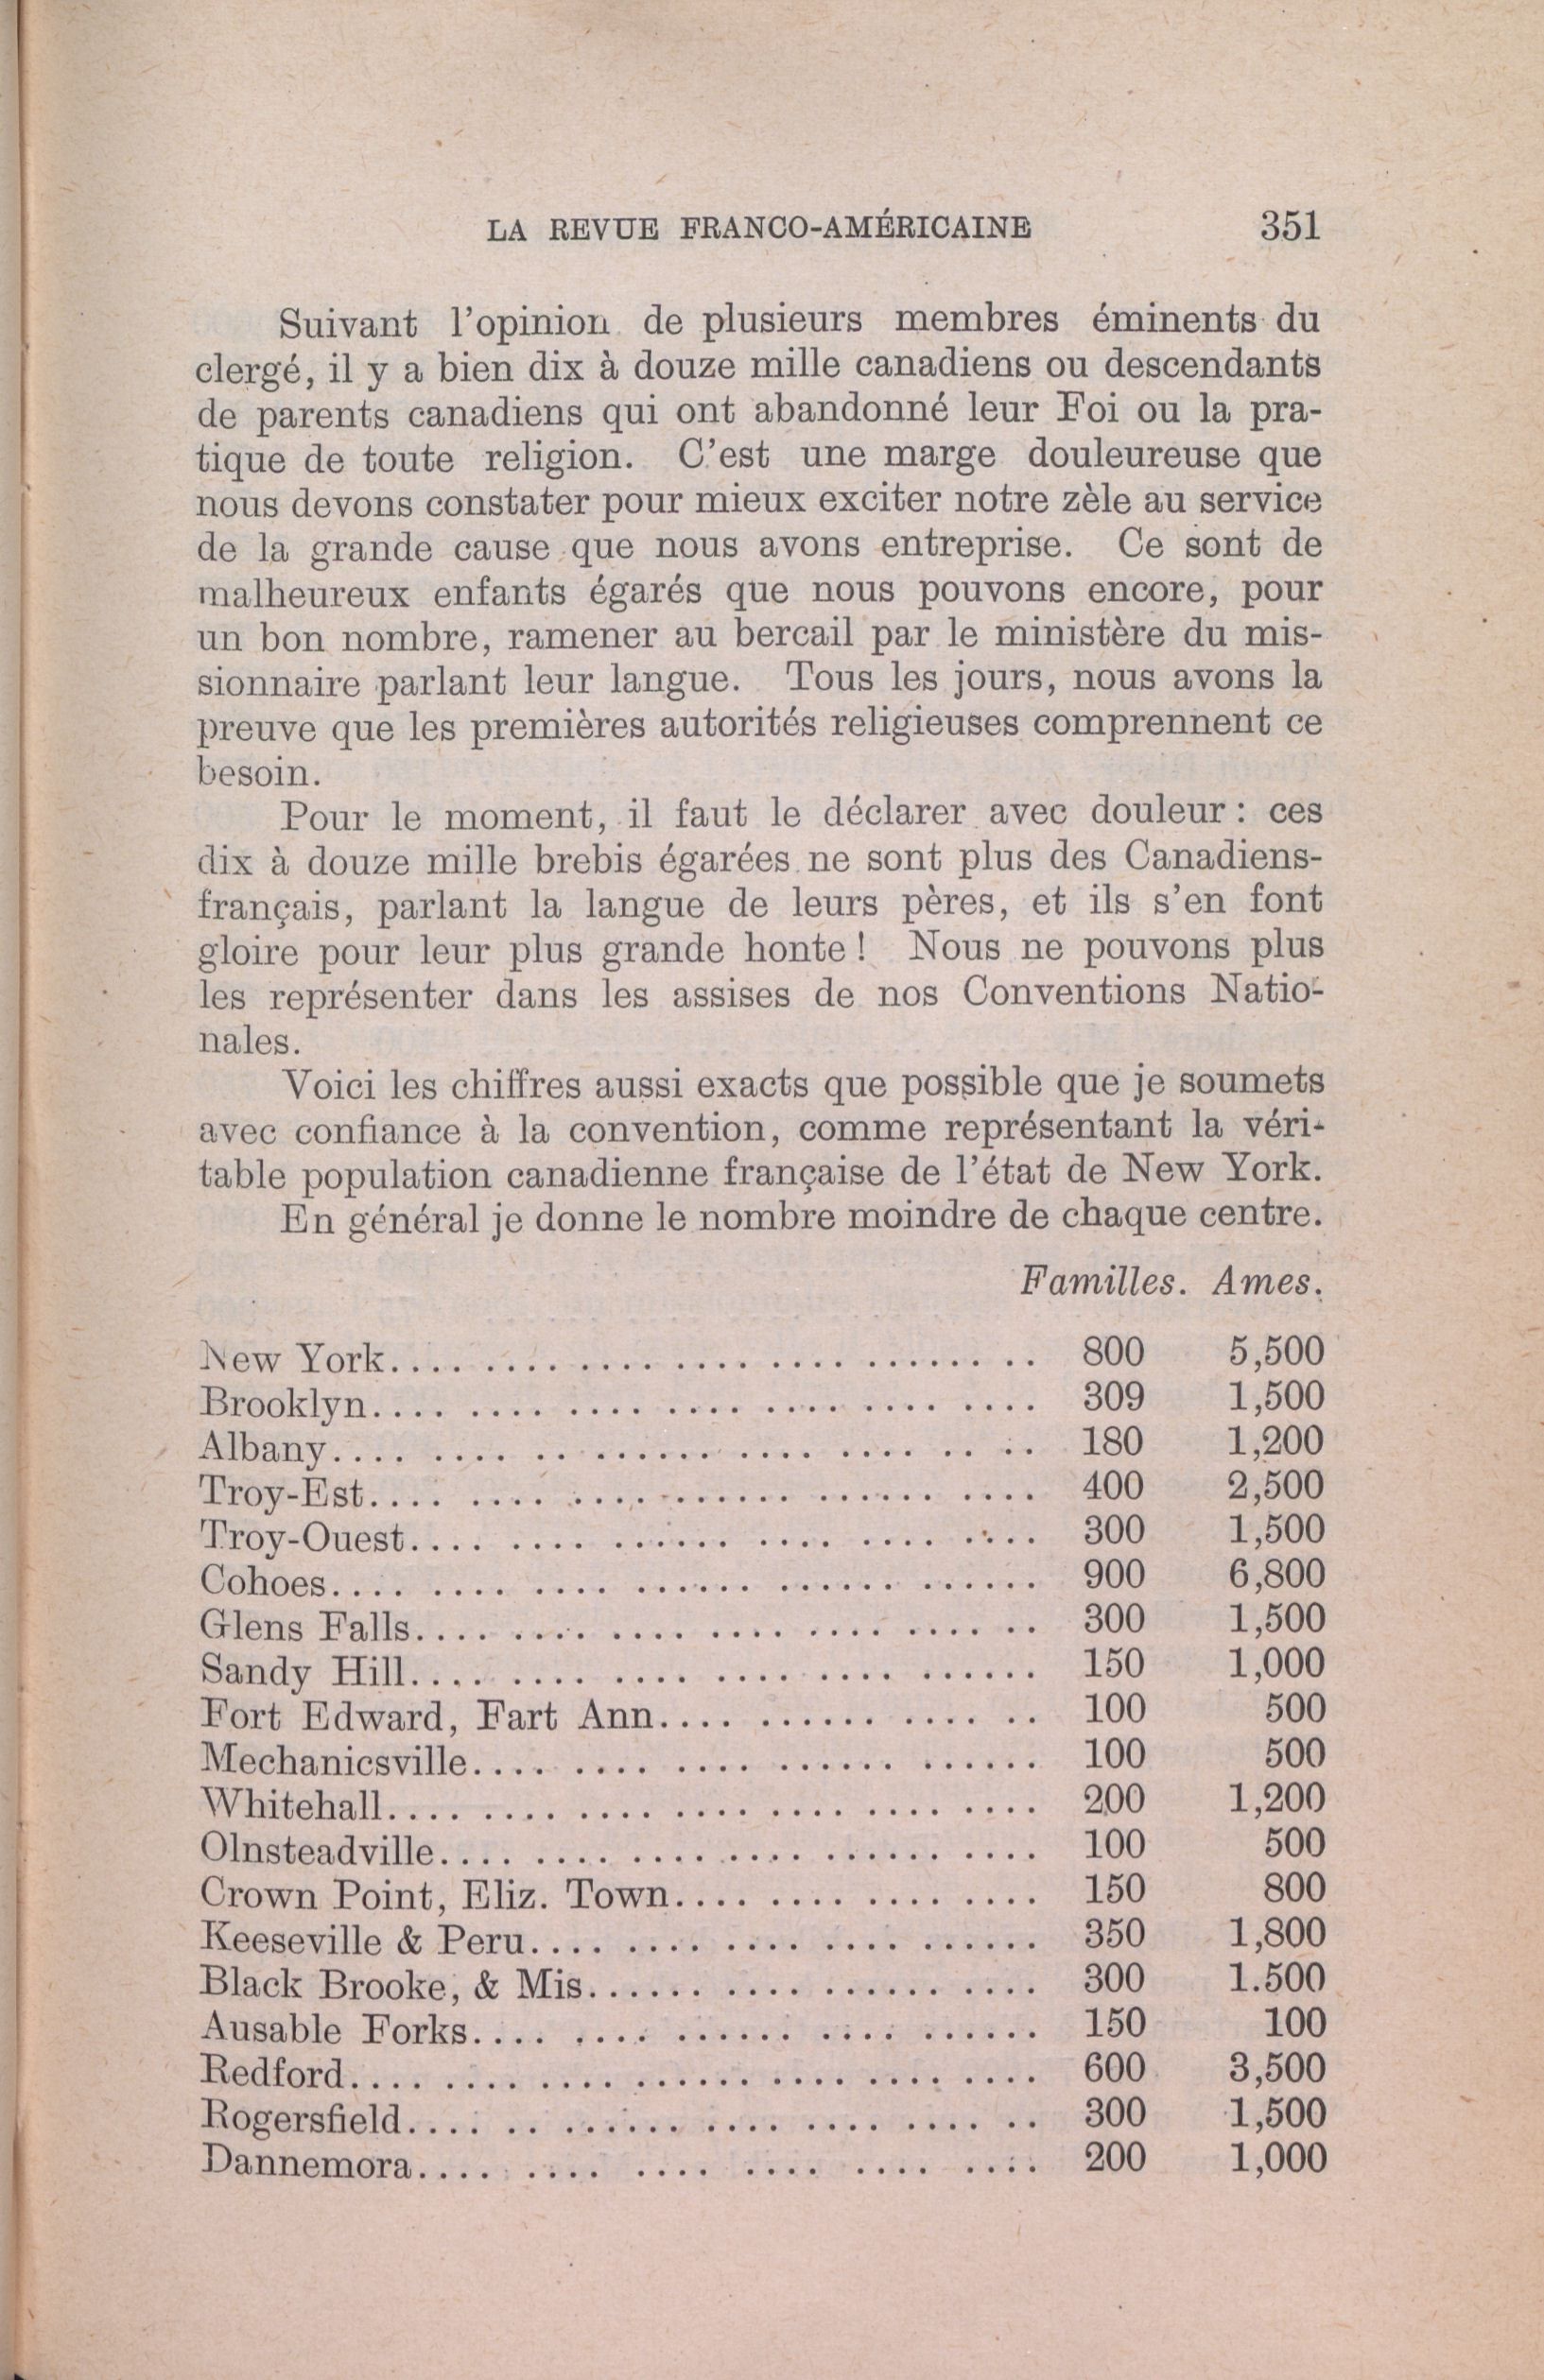 LA REVUE FRANCO-AMÉRICAINE 351
Suivant l'opinion de plusieurs membres éminents du
clergé, il y a bien dix à douze mille canadiens ou descendants
de parents canadiens qui ont abandonné leur Foi ou la pra-
tique de toute religion. C'est une marge douleureuse que
nous devons constater pour mieux exciter notre zèle au service
de la grande cause que nous avons entreprise. Ce sont de
malheureux enfants égarés que nous pouvons encore, pour
un bon nombre, ramener au bercail par le ministère du mis-
sionnaire parlant leur langue. Tous les jours, nous avons la
preuve que les premières autorités religieuses comprennent ce
besoin.
Pour le moment, il faut le déclarer avec douleur : ces
dix à douze mille brebis égarées ne sont plus des Canadiens-
français, parlant la langue de leurs pères, et ils s'en font
gloire pour leur plus grande honte ! Nous ne pouvons plus
les représenter dans les assises de nos Conventions Natio-
nales.
Voici les chiffres aussi exacts que possible que je soumets
avec confiance à la convention, comme représentant la véri-
table population canadienne française de l'état de New York.
En général je donne le nombre moindre de chaque centre.
Familles. Ames.
New York.... .... .... .... .... ...... .. 800 5,500
Brooklyn.... .... .... .... .... .... .... 309 1,500
Albany.... .... .. ...... .... .... .. .. 180 1,200
Troy-Est.... .... .... ...... ...... .... 400 2,500
Troy-Ouest.... .... ...... .... .... .... 300 1,500
Cohoes.... .... .... ...... ...... ...... 900 6,800
Glens Falls.... .... .... .... .... .... .. 300 1,500
Sandy Hill.... .... .... .... .... ...... 150 1,000
Fort Edward, Fart Ann.... ...... .... .. 100 500
Mechanicsville.... .... .... ...... ...... 100 500
Whitehall.... .... .... .... .... .... .... 200 1,200
Olnsteadville.... .... .... .... ...... .... 100 500
Crown Point, Eliz. Town.... .... .... .... 150 800
Keeseville & Peru.... .... .... .... ...... 350 1,800
Black Brooke, & Mis...... .... ...... .... 300 1.500
Ausable Forks.... .... ...... .... ...... 150 100
Redford.... .... .... ...... .... .... .... 600 3,500
Rogersfield.... .. ...... .... .... .... .. 300 1,500
Dannemora.... .... .... .... .... .... 200 1,000